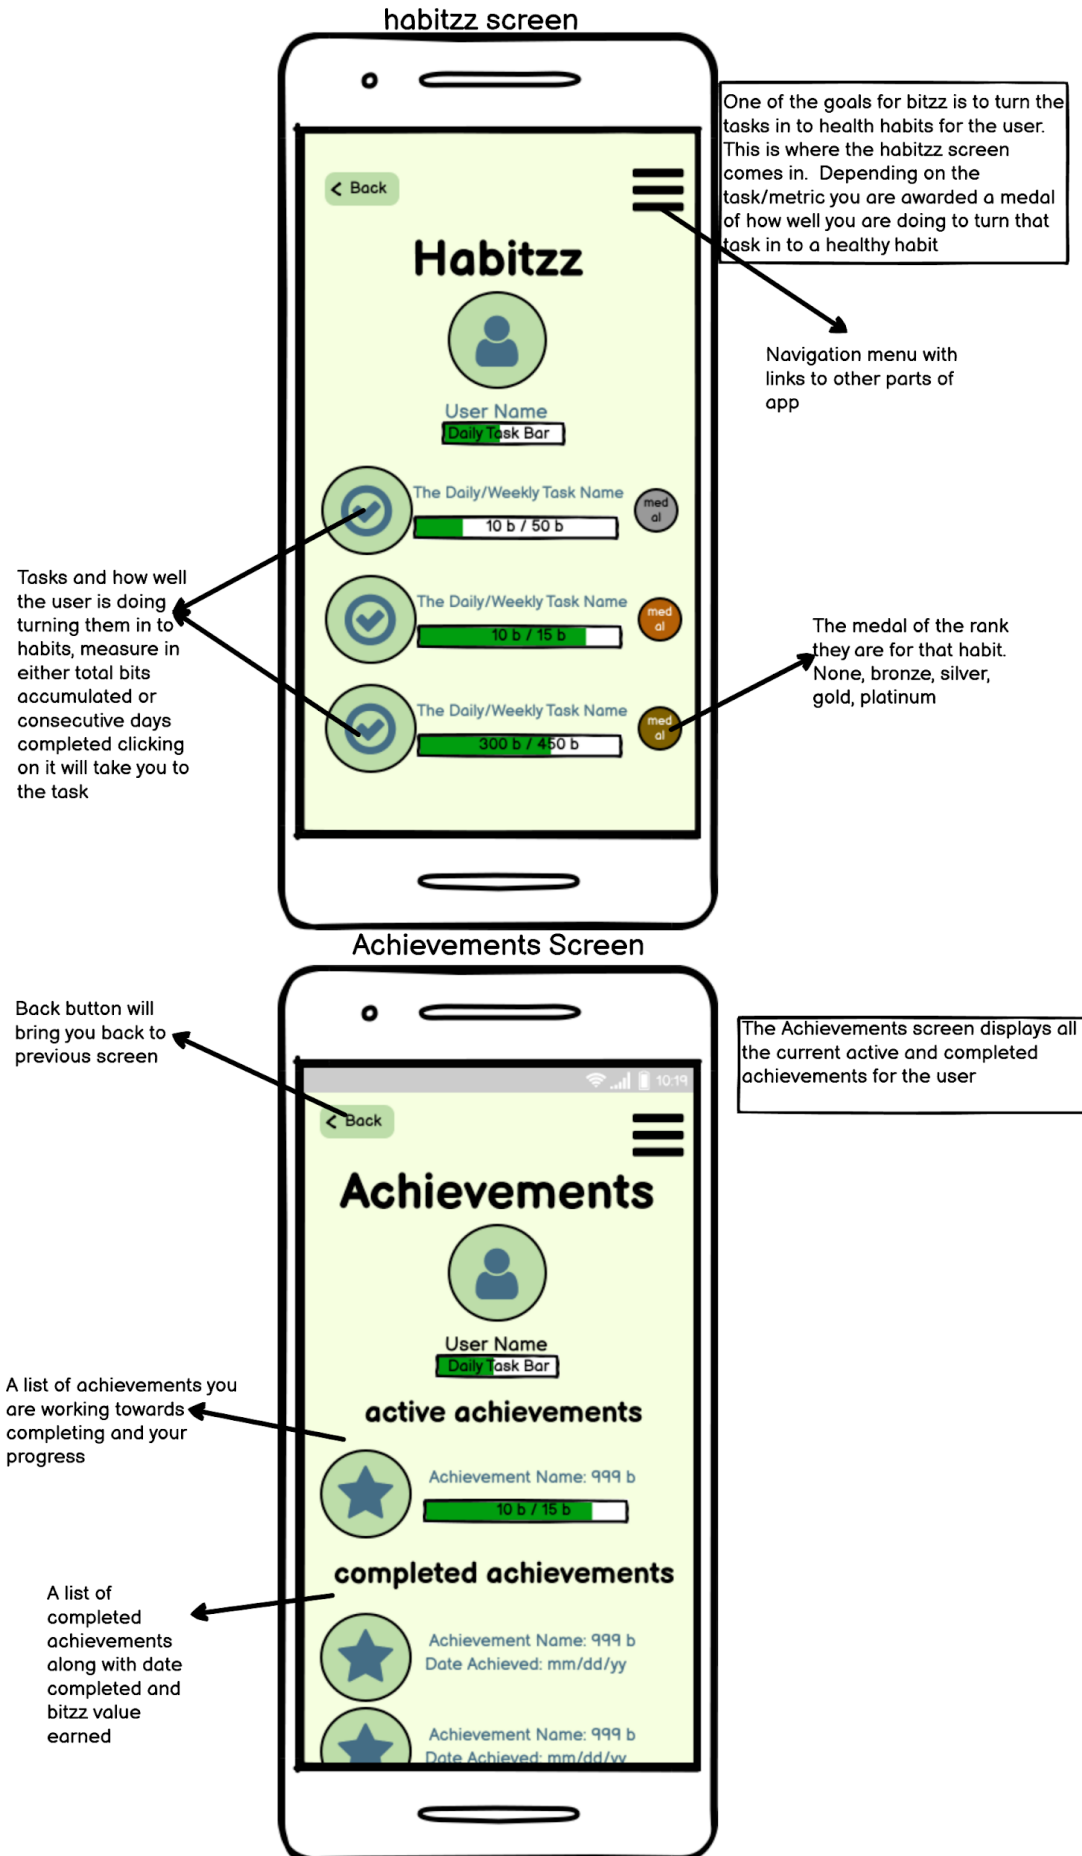 habitzz screen
One of the goals for bitzz is to turn the
tasks in to health habits for the user.
This is where the habitzz screen
comes in. Depending on the
task/metric you are awarded a medal
of how well you are doing to turn that
task in to a healthy habit
Back
Habitzz
Navigation menu with
links to other parts of
app
User Name
Daily Task Bar
The Daily/Weekly Task Name
10 b / 50 b
med
al
Tasks and how well
the user is doing
turning them in to
habits, measure in
either total bits
accumulated or
consecutive days
completed clicking
on it will take you to
the task
The Daily/Weekly Task Name
10 b / 15 b
med
al
The medal of the rank
they are for that habit.
None, bronze, silver,
gold, platinum
The Daily/Weekly Task Name
300 b / 450 b
med
al
Achievements Screen
Back button will
bring you back to
previous screen
The Achievements screen displays all
the current active and completed
achievements for the user
10:19
Back
Achievements
User Name
Daily Task Bar
A list of achievements you
are working towards
completing and your
progress
active achievements
Achievement Name: 999 b
10 b / 15 b
completed achievements
A list of
completed
achievements
along with date
completed and
bitzz value
earned
Achievement Name: 999 b
Date Achieved: mm/dd/yy
Achievement Name: 999 b
Date Achieved: mm/dd/yy